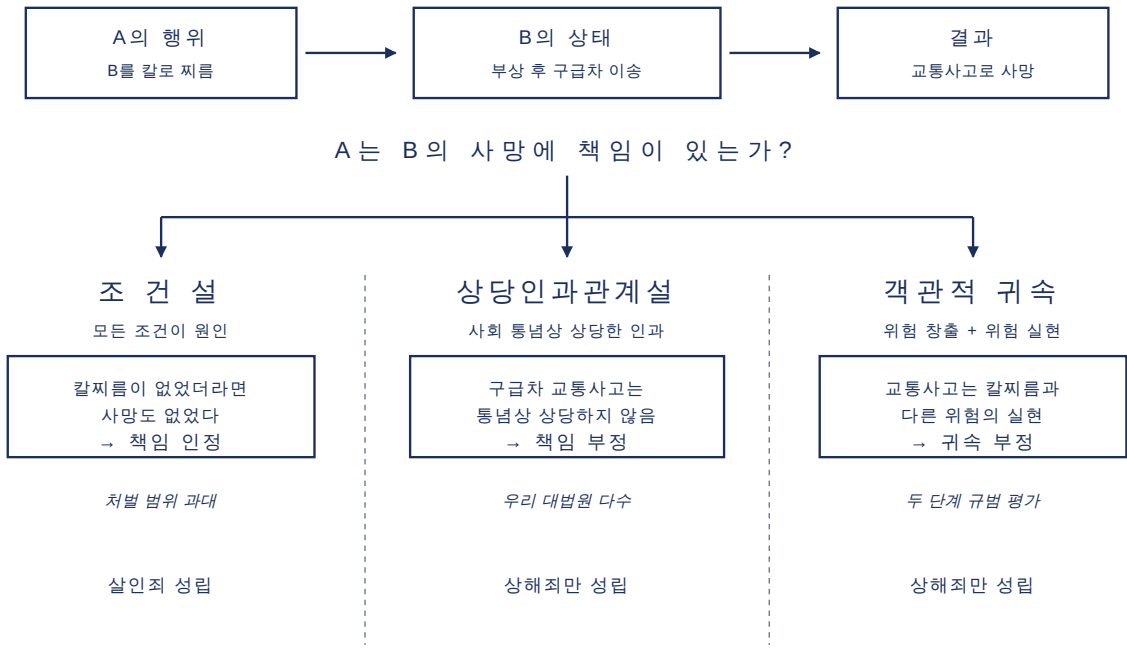 A의 행위
B를 칼로 찌름
B의 상태
부상 후 구급차 이송
결과
교통사고로 사망
A는 B의 사망에 책임이 있는가?
조건설
모든 조건이 원인
칼찌름이 없었더라면
사망도 없었다
→ 책임 인정
처벌 범위 과대
살인죄 성립
상당인과관계설
사회 통념상 상당한 인과
구급차 교통사고는
통념상 상당하지 않음
→ 책임 부정
우리 대법원 다수
상해죄만 성립
객관적 귀속
위험 창출 + 위험 실현
교통사고는 칼찌름과
다른 위험의 실현
→ 귀속 부정
두 단계 규범 평가
상해죄만 성립